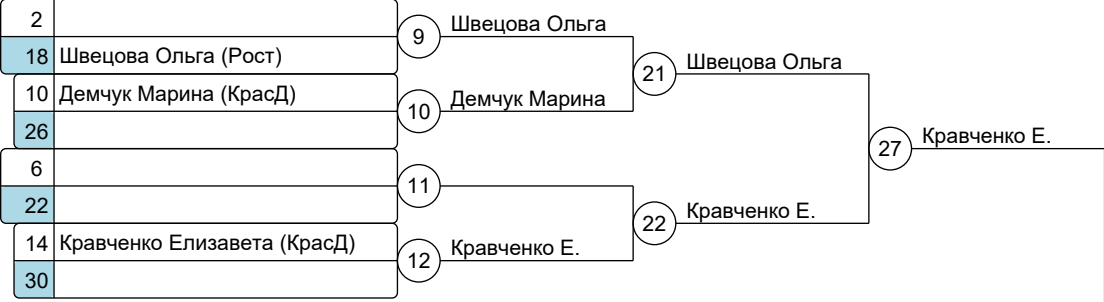 2
18 Швецова Ольга (Рост)
10 Демчук Марина (КрасД)
26
6
22
14 Кравченко Елизавета (КрасД)
30
9 Швецова Ольга
10 Демчук Марина
11
12 Кравченко Е.
21 Швецова Ольга
22 Кравченко Е.
27 Кравченко Е.